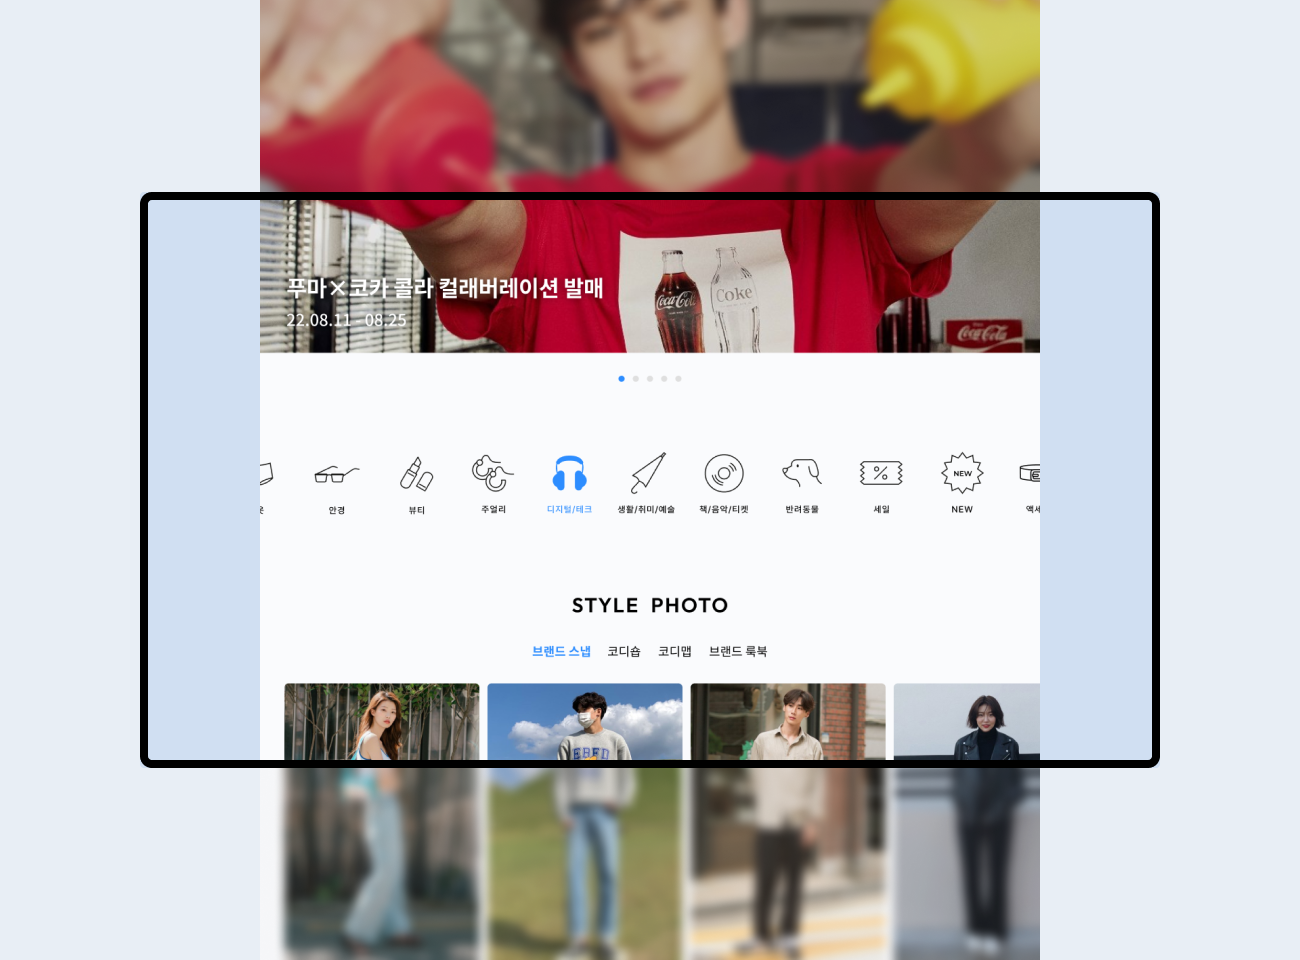 푸마×코카 콜라 컬래버레이션 발매
22.08.11 - 08.25
Coca-Cola
Coke
Coca-Cola
안경
뷰티
주얼리
디지털/테크
생활/취미/예술
책/음악/티켓
반려동물
세일
NEW
NEW
STYLE PHOTO
브랜드 스냅
코디숍
코디맵
브랜드 룩북